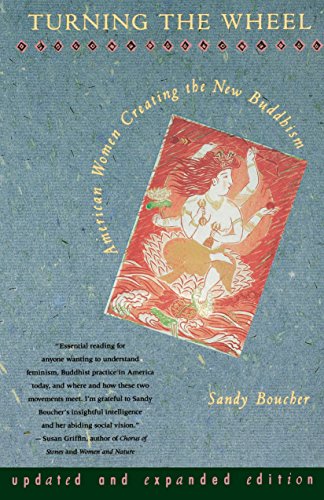 TURNING THE WHEEL
American Women Creating the New Buddhism
Sandy Boucher
"Essential reading for
anyone wanting to understand
feminism, Buddhist practice in America
today, and where and how these two
movements meet. I'm grateful to Sandy
Boucher's insightful intelligence
and her abiding social vision."
– Susan Griffin, author of Chorus of
Stones and Women and Nature
updated and expanded edition